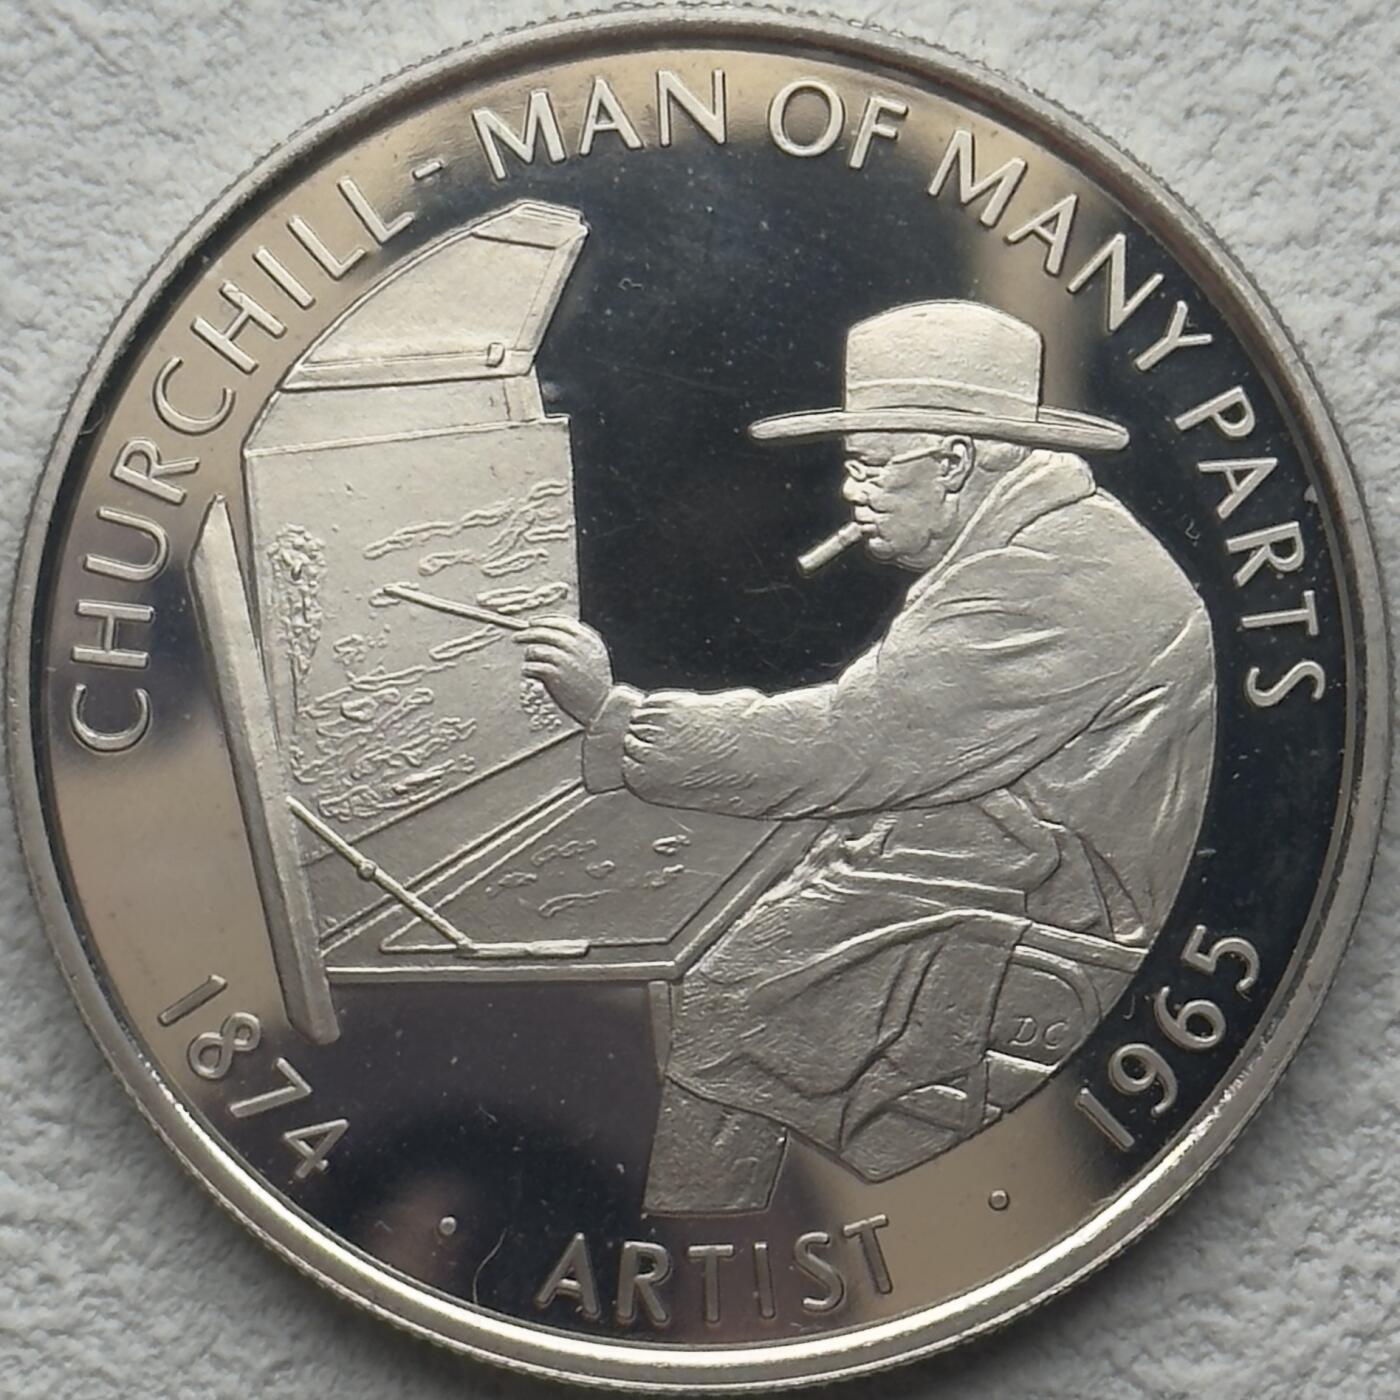 CHURCHILL - MAN OF MANY PARTS
1874
1965
· ARTIST ·
DC